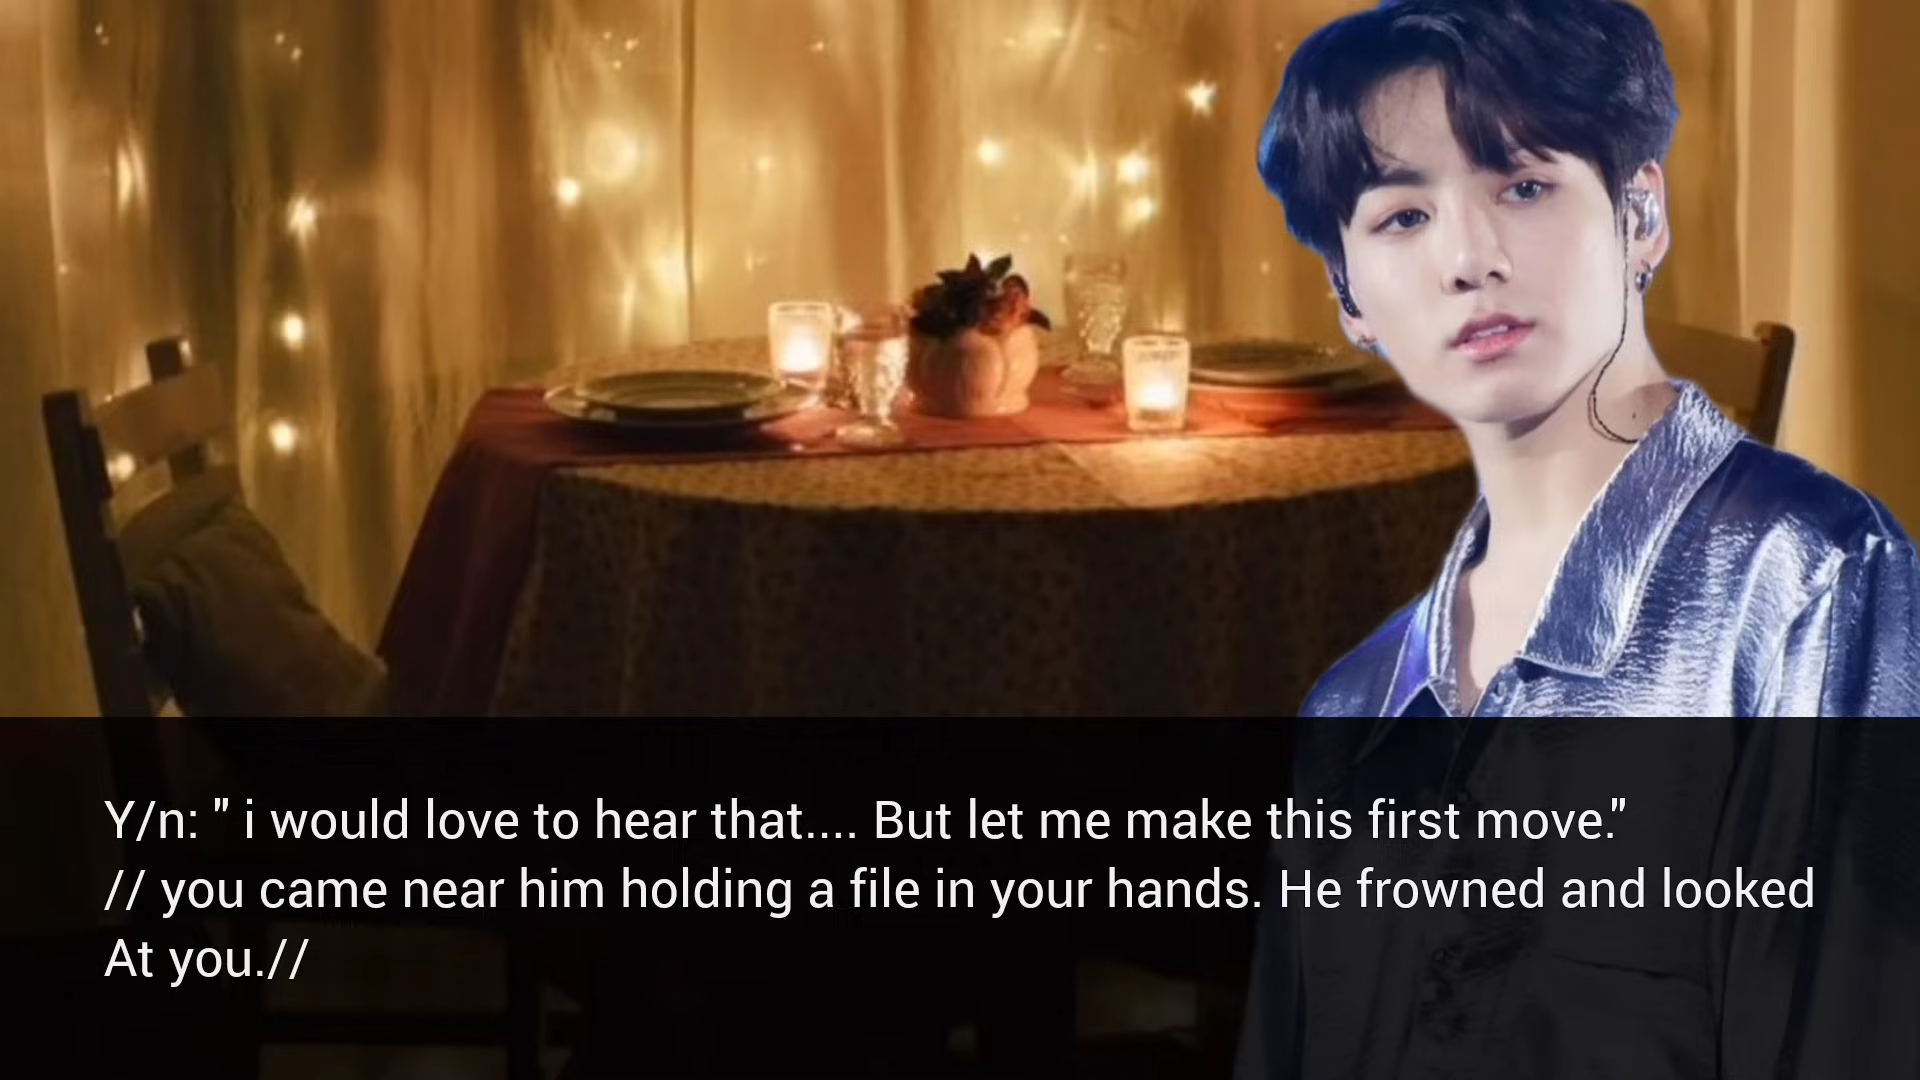 Y/n: " i would love to hear that.... But let me make this first move."
// you came near him holding a file in your hands. He frowned and looked
At you.//